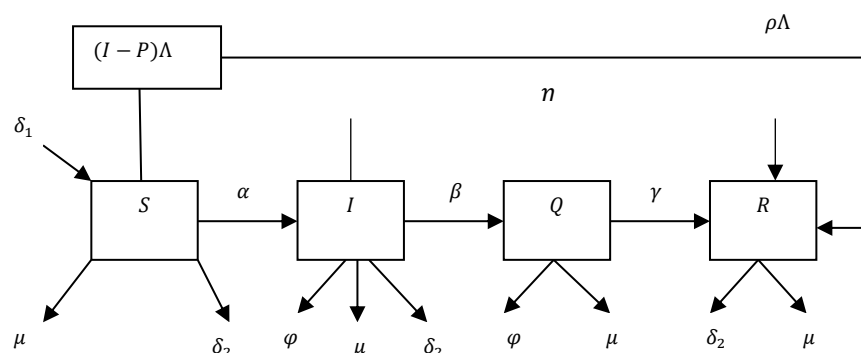 (I − P)Λ
ρΛ
n
δ₁
S
α
I
β
Q
γ
R
μ
δ₂
φ
μ
δ₂
φ
μ
δ₂
μ